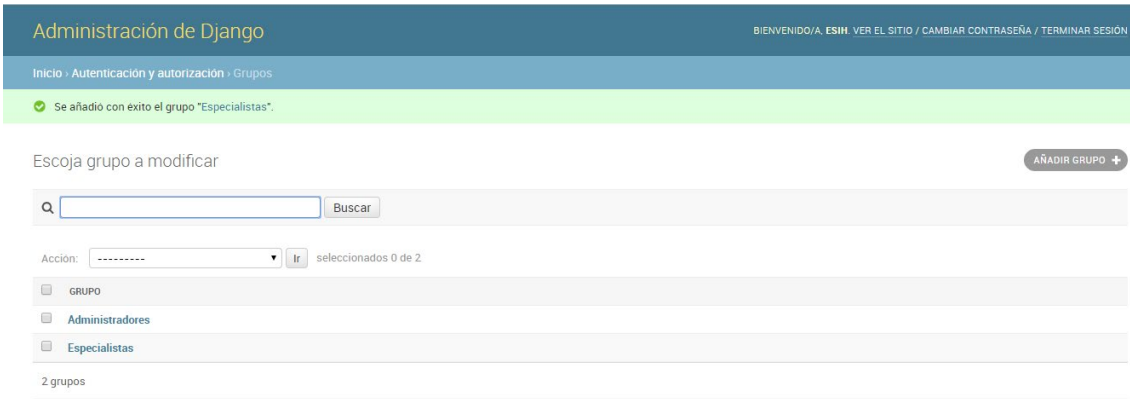 Administración de Django
BIENVENIDO/A, ESIH. VER EL SITIO / CAMBIAR CONTRASEÑA / TERMINAR SESIÓN
Inicio › Autenticación y autorización › Grupos
Se añadió con éxito el grupo "Especialistas".
Escoja grupo a modificar
AÑADIR GRUPO +
Buscar
Acción: --------- Ir seleccionados 0 de 2
GRUPO
Administradores
Especialistas
2 grupos